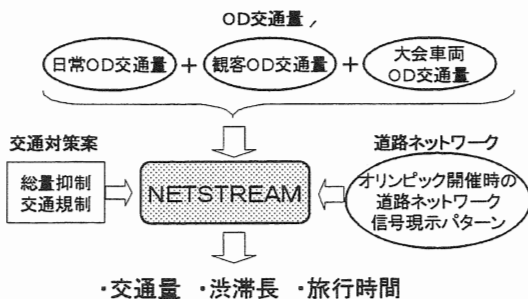 OD交通量
日常OD交通量 + 観客OD交通量 + 大会車両
OD交通量
交通対策案
総量抑制
交通規制
NETSTREAM
道路ネットワーク
オリンピック開催時の
道路ネットワーク
信号現示パターン
・交通量 ・渋滞長 ・旅行時間